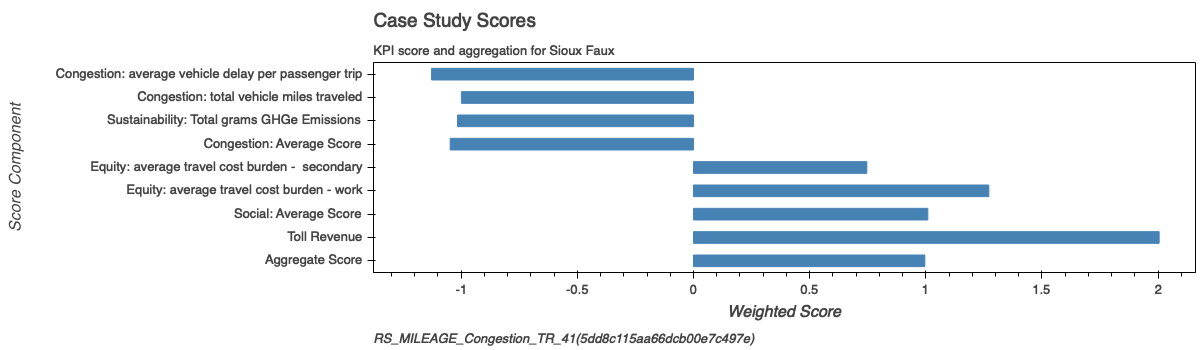 Case Study Scores
KPI score and aggregation for Sioux Faux
Score Component
Congestion: average vehicle delay per passenger trip
Congestion: total vehicle miles traveled
Sustainability: Total grams GHGe Emissions
Congestion: Average Score
Equity: average travel cost burden -  secondary
Equity: average travel cost burden - work
Social: Average Score
Toll Revenue
Aggregate Score
-1 -0.5 0 0.5 1 1.5 2
Weighted Score
RS_MILEAGE_Congestion_TR_41(5dd8c115aa66dcb00e7c497e)